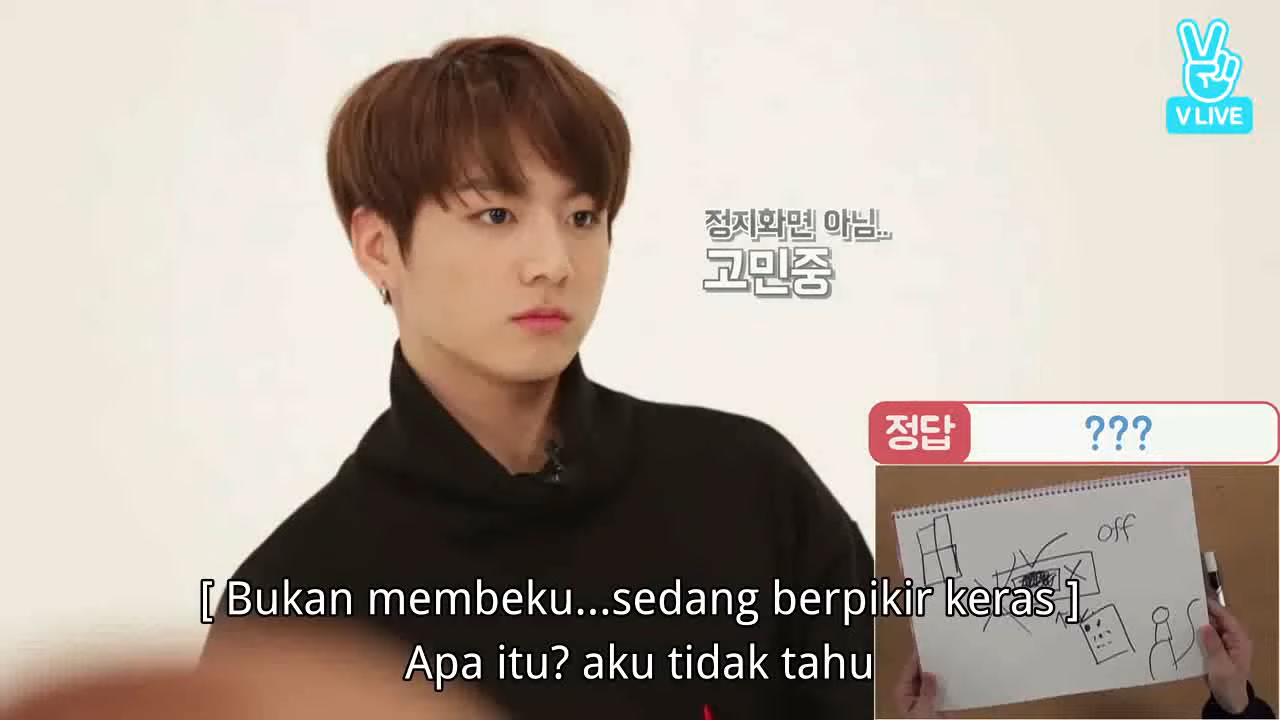 V LIVE
정지화면 아님..
고민중
정답 ???
off
[ Bukan membeku...sedang berpikir keras ]
Apa itu? aku tidak tahu